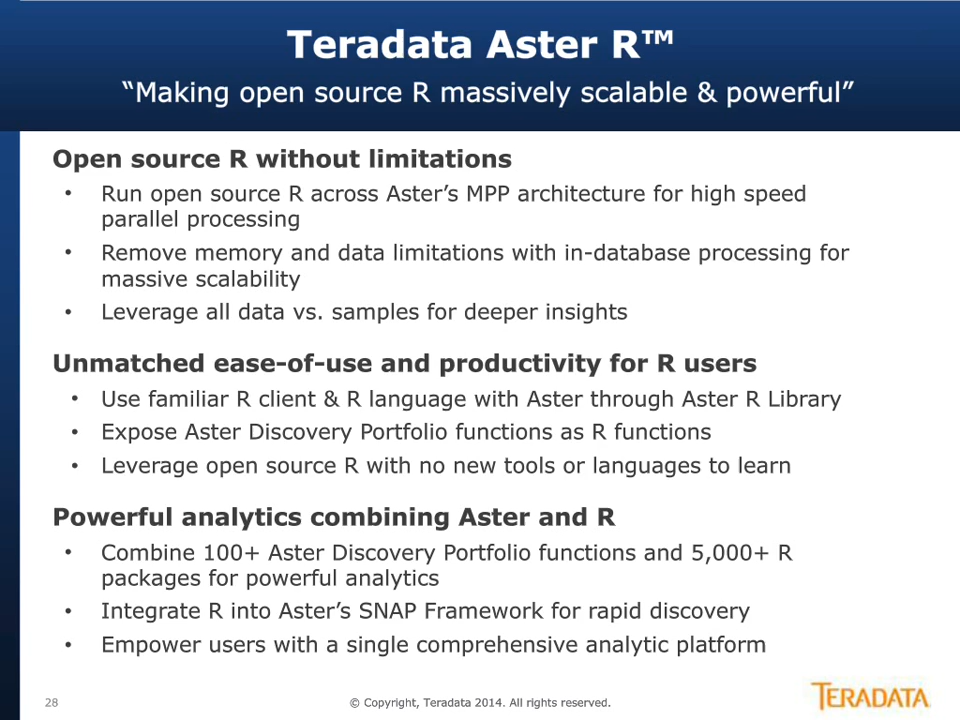 Teradata Aster R™
“Making open source R massively scalable & powerful”
Open source R without limitations
• Run open source R across Aster’s MPP architecture for high speed
parallel processing
• Remove memory and data limitations with in-database processing for
massive scalability
• Leverage all data vs. samples for deeper insights
Unmatched ease-of-use and productivity for R users
• Use familiar R client & R language with Aster through Aster R Library
• Expose Aster Discovery Portfolio functions as R functions
• Leverage open source R with no new tools or languages to learn
Powerful analytics combining Aster and R
• Combine 100+ Aster Discovery Portfolio functions and 5,000+ R
packages for powerful analytics
• Integrate R into Aster’s SNAP Framework for rapid discovery
• Empower users with a single comprehensive analytic platform
28
© Copyright, Teradata 2014. All rights reserved.
TERADATA